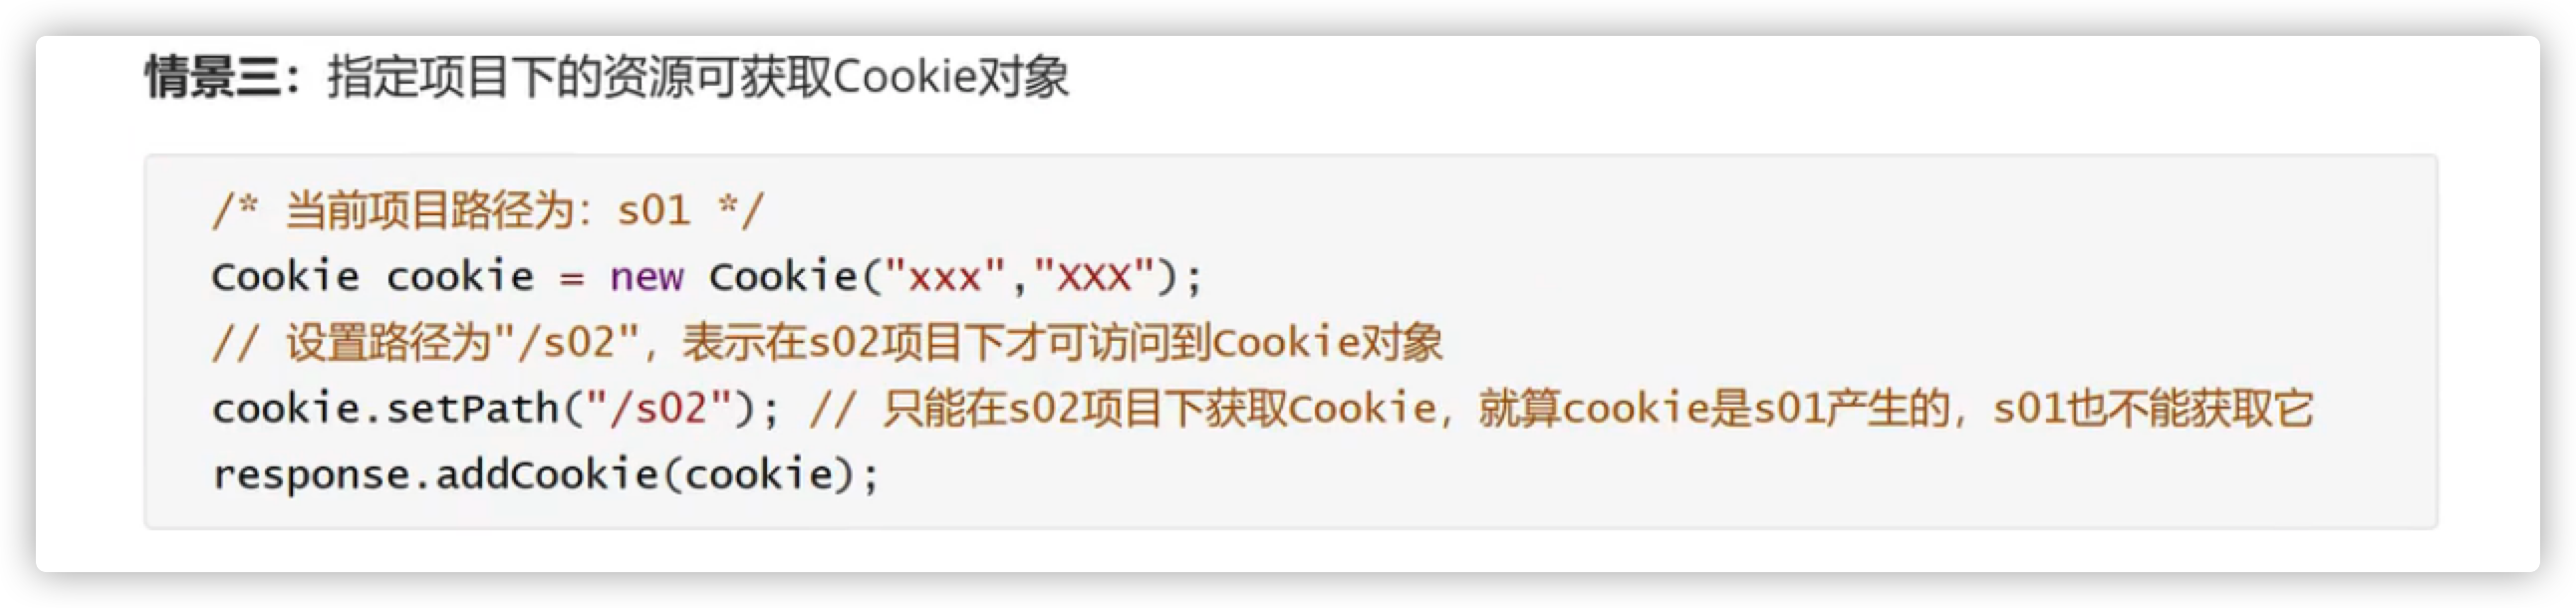 情景三：指定项目下的资源可获取Cookie对象
/* 当前项目路径为：s01 */
Cookie cookie = new Cookie("xxx","XXX");
// 设置路径为"/s02"，表示在s02项目下才可访问到Cookie对象
cookie.setPath("/s02"); // 只能在s02项目下获取Cookie，就算cookie是s01产生的，s01也不能获取它
response.addCookie(cookie);